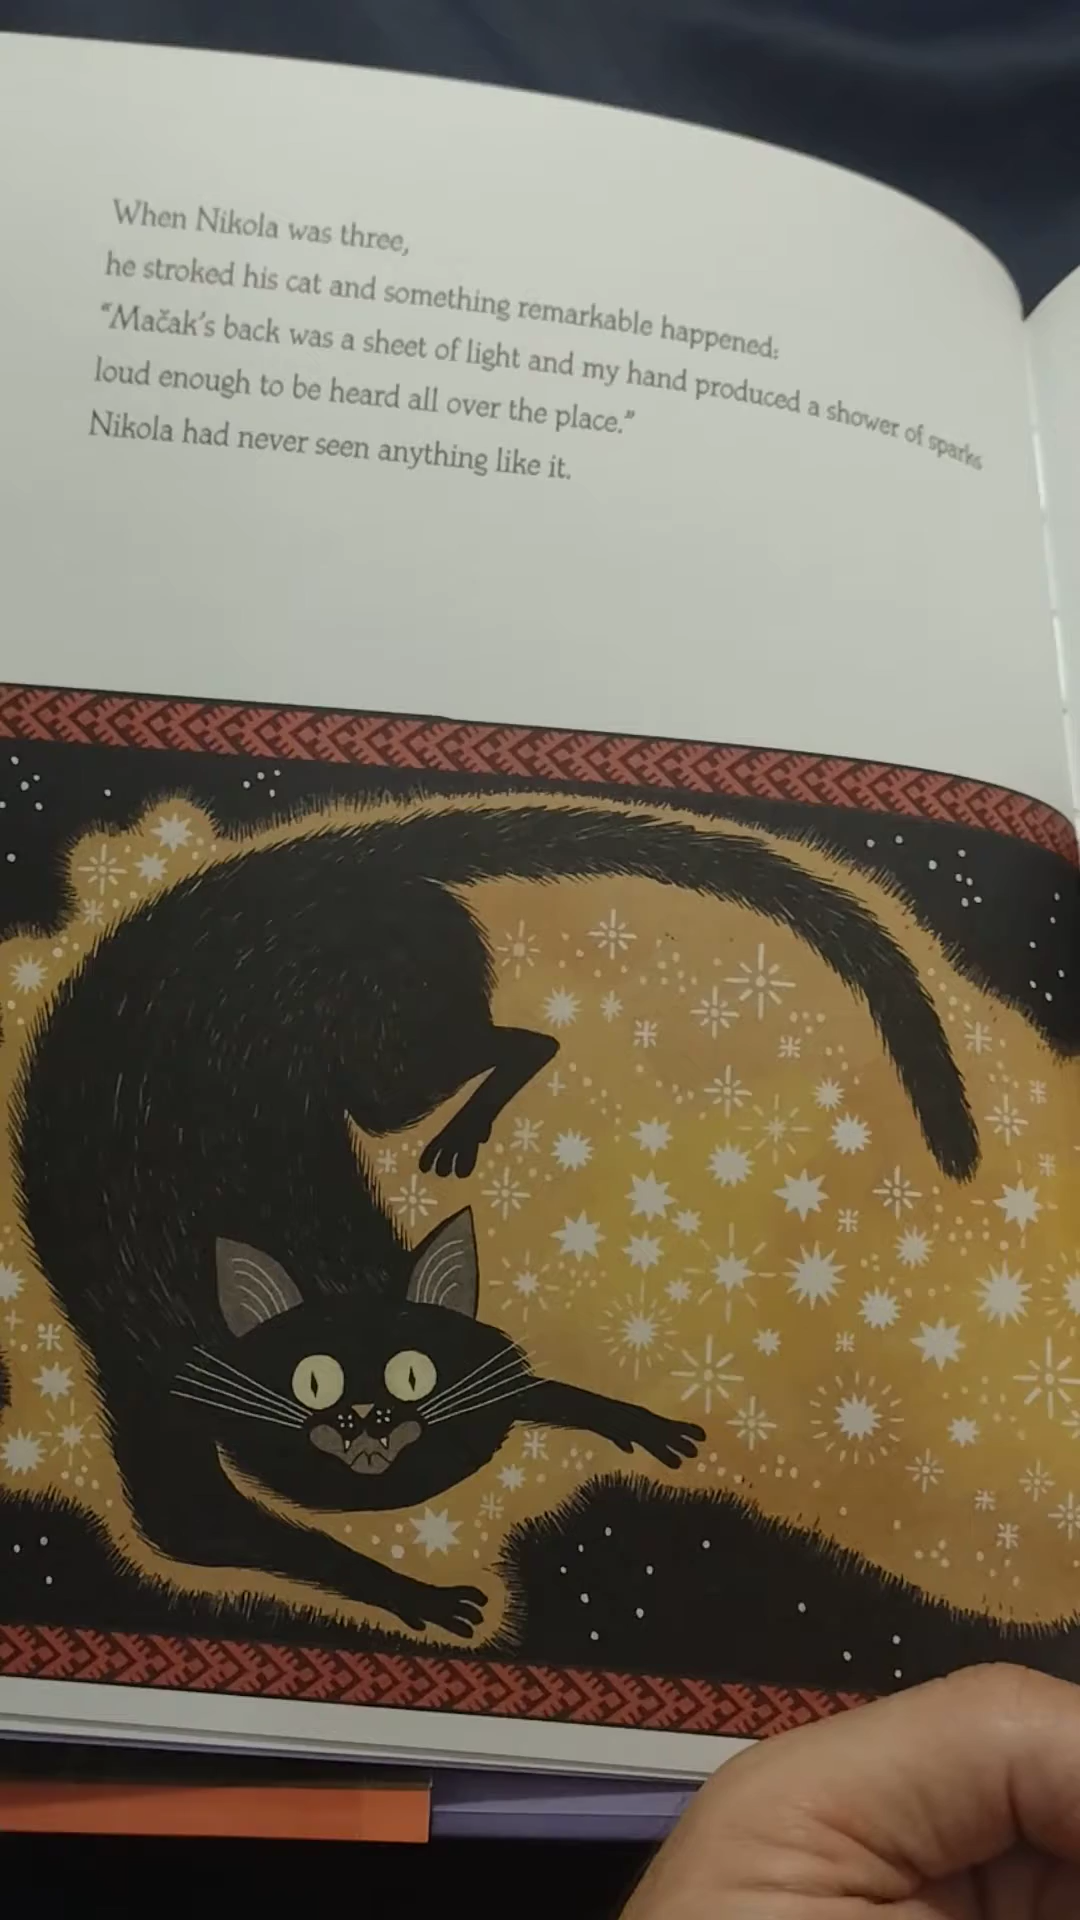 When Nikola was three,
he stroked his cat and something remarkable happened:
“Mačak’s back was a sheet of light and my hand produced a shower of sparks
loud enough to be heard all over the place.”
Nikola had never seen anything like it.